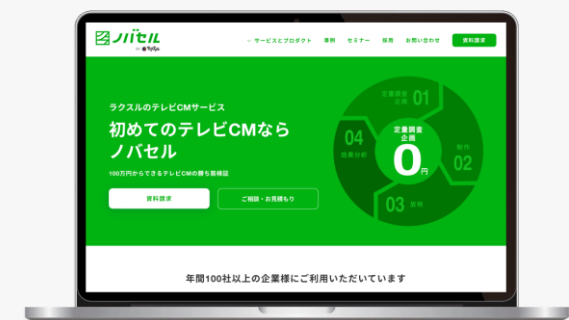 ノバセル
by ラクスル
サービスとプロダクト 事例 セミナー 採用 お問い合わせ 資料請求
ラクスルのテレビCMサービス
初めてのテレビCMなら
ノバセル
100万円からできるテレビCMの勝ち筋検証
資料請求 ご相談・お見積もり
定量調査
企画 01
制作
02
03 放映
04
効果分析
定量調査
企画
0円
年間100社以上の企業様にご利用いただいています